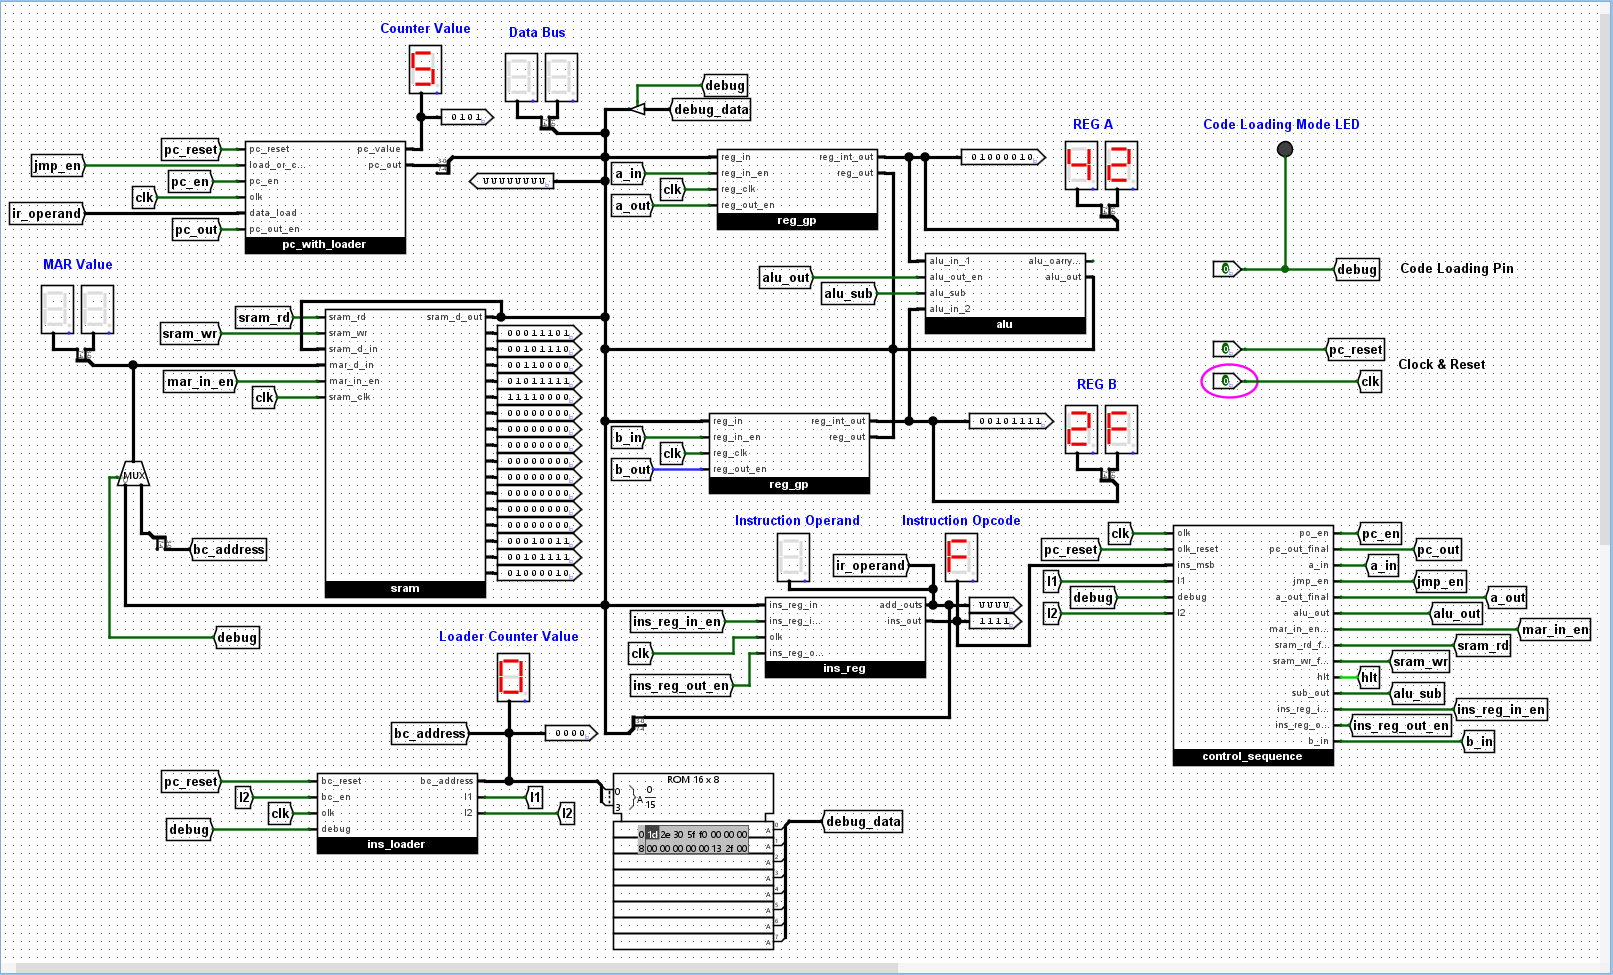 Counter Value
Data Bus
5
0101
debug
debug_data
REG A
Code Loading Mode LED
pc_reset
jmp_en
pc_en
clk
ir_operand
pc_out
pc_reset
load_or_c...
pc_en
clk
data_load
pc_out_en
pc_value
pc_out
pc_with_loader
UUUUUUUU
a_in
clk
a_out
reg_in
reg_in_en
reg_clk
reg_out_en
reg_int_out
reg_out
reg_gp
01000010
42
MAR Value
alu_out
alu_sub
alu_in_1
alu_out_en
alu_sub
alu_in_2
alu_carry...
alu_out
alu
0
debug
Code Loading Pin
0
pc_reset
Clock & Reset
0
clk
sram_rd
sram_wr
mar_in_en
clk
sram_rd
sram_wr
sram_d_in
mar_d_in
mar_in_en
sram_clk
sram_d_out
sram
00011101
00101110
00110000
01011111
11110000
00000000
00000000
00000000
00000000
00000000
00000000
00000000
00000000
00010011
00101111
01000010
REG B
b_in
clk
b_out
reg_in
reg_in_en
reg_clk
reg_out_en
reg_int_out
reg_out
reg_gp
00101111
2F
MUX
bc_address
debug
Instruction Operand
Instruction Opcode
ir_operand
F
ins_reg_in_en
clk
ins_reg_out_en
ins_reg_in
ins_reg_i...
clk
ins_reg_o...
add_outs
ins_out
ins_reg
UUUU
1111
clk
pc_reset
l1
debug
l2
clk
clk_reset
ins_msb
l1
debug
l2
pc_en
pc_out_final
a_in
jmp_en
a_out_final
alu_out
mar_in_en...
sram_rd_f...
sram_wr_f...
hlt
sub_out
ins_reg_i...
ins_reg_o...
b_in
control_sequence
pc_en
pc_out
a_in
jmp_en
a_out
alu_out
mar_in_en
sram_rd
sram_wr
hlt
alu_sub
ins_reg_in_en
ins_reg_out_en
b_in
Loader Counter Value
0
bc_address
0000
pc_reset
l2
clk
debug
bc_reset
bc_en
clk
debug
bc_address
l1
l2
ins_loader
l1
l2
ROM 16 x 8
0
3
A
0
15
0 1d 2e 30 5f f0 00 00 00
8 00 00 00 00 00 13 2f 00
A
A
A
A
A
A
A
A
debug_data